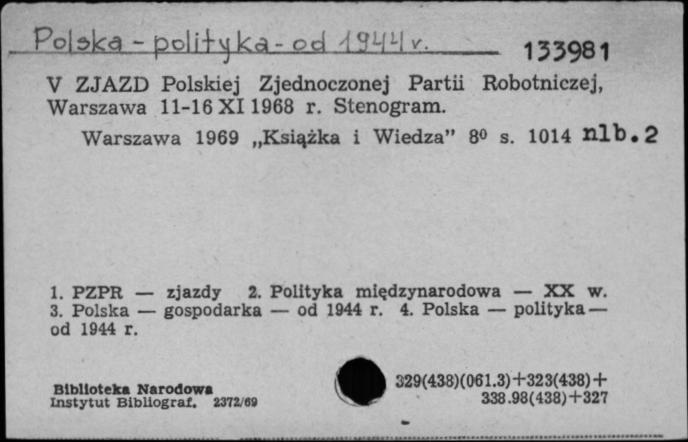 Polska - polityka - od 1944 r.
133981
V ZJAZD Polskiej Zjednoczonej Partii Robotniczej,
Warszawa 11-16 XI 1968 r. Stenogram.
Warszawa 1969 „Książka i Wiedza" 8⁰ s. 1014 nlb.2
1. PZPR — zjazdy 2. Polityka międzynarodowa — XX w.
3. Polska — gospodarka — od 1944 r. 4. Polska — polityka —
od 1944 r.
Biblioteka Narodowa
Instytut Bibliograf. 2372/69
329(438)(061.3)+323(438)+
338.98(438)+327